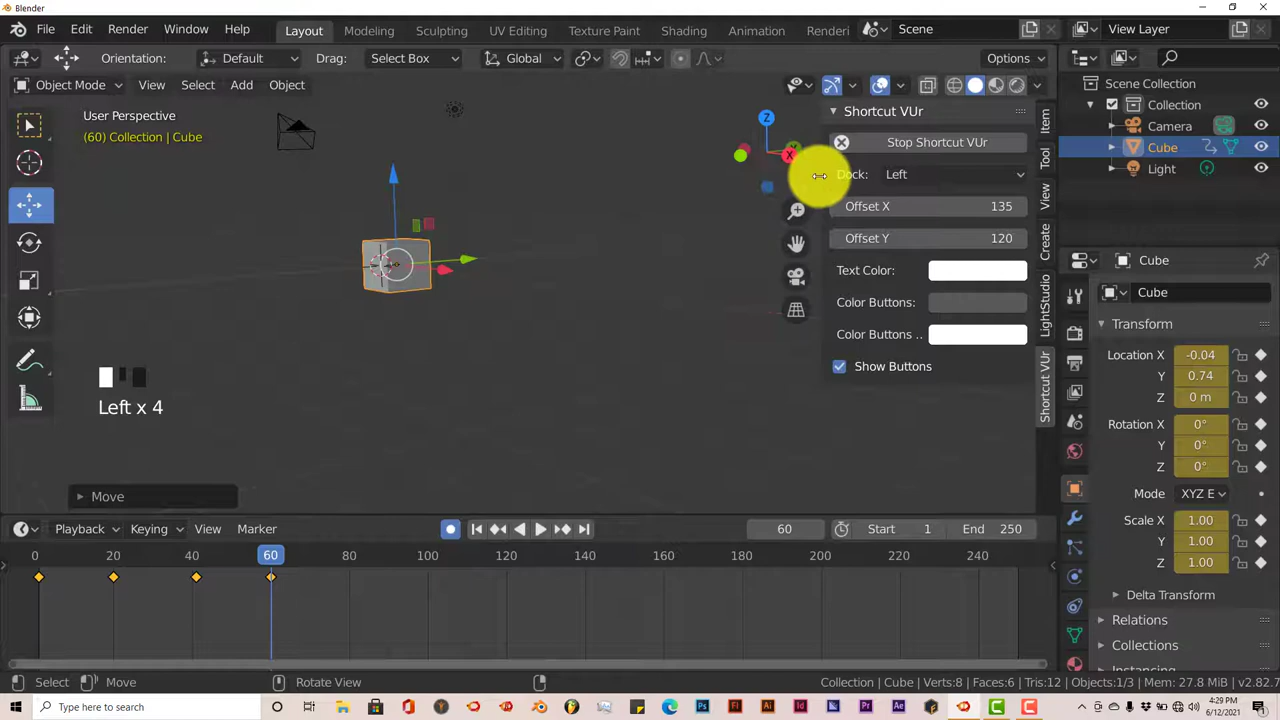 Blender
File Edit Render Window Help Layout Modeling Sculpting UV Editing Texture Paint Shading Animation Renderi Scene View Layer
Orientation: Default Drag: Select Box Global Options
Object Mode View Select Add Object
User Perspective
(60) Collection | Cube
Z
X
Shortcut VUr
Stop Shortcut VUr
Dock: Left
Offset X 135
Offset Y 120
Text Color:
Color Buttons:
Color Buttons ..
Show Buttons
Item
Tool
View
Create
LightStudio
Shortcut VUr
Scene Collection
Collection
Camera
Cube
Light
Cube
Cube
Transform
Location X -0.04
Y 0.74
Z 0 m
Rotation X 0°
Y 0°
Z 0°
Mode XYZ E
Scale X 1.00
Y 1.00
Z 1.00
Delta Transform
Relations
Collections
Instancing
Left x 4
Move
Playback Keying View Marker 60 Start 1 End 250
0 20 40 60 80 100 120 140 160 180 200 220 240
Select Move Rotate View Collection | Cube | Verts:8 | Faces:6 | Tris:12 | Objects:1/3 | Mem: 27.8 MiB | v2.82.7
Type here to search
Ps Fl Ai Id Pr Ae
4:29 PM
6/12/2021